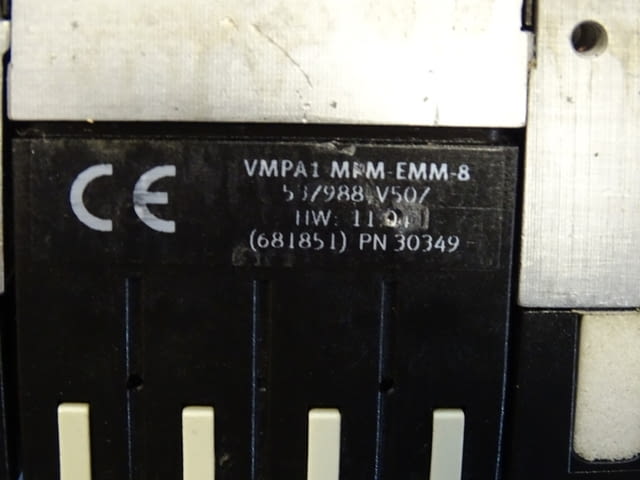 CE
VMPA1 MPM-EMM-8
537988 V507
HW:
(681851) PN 30349